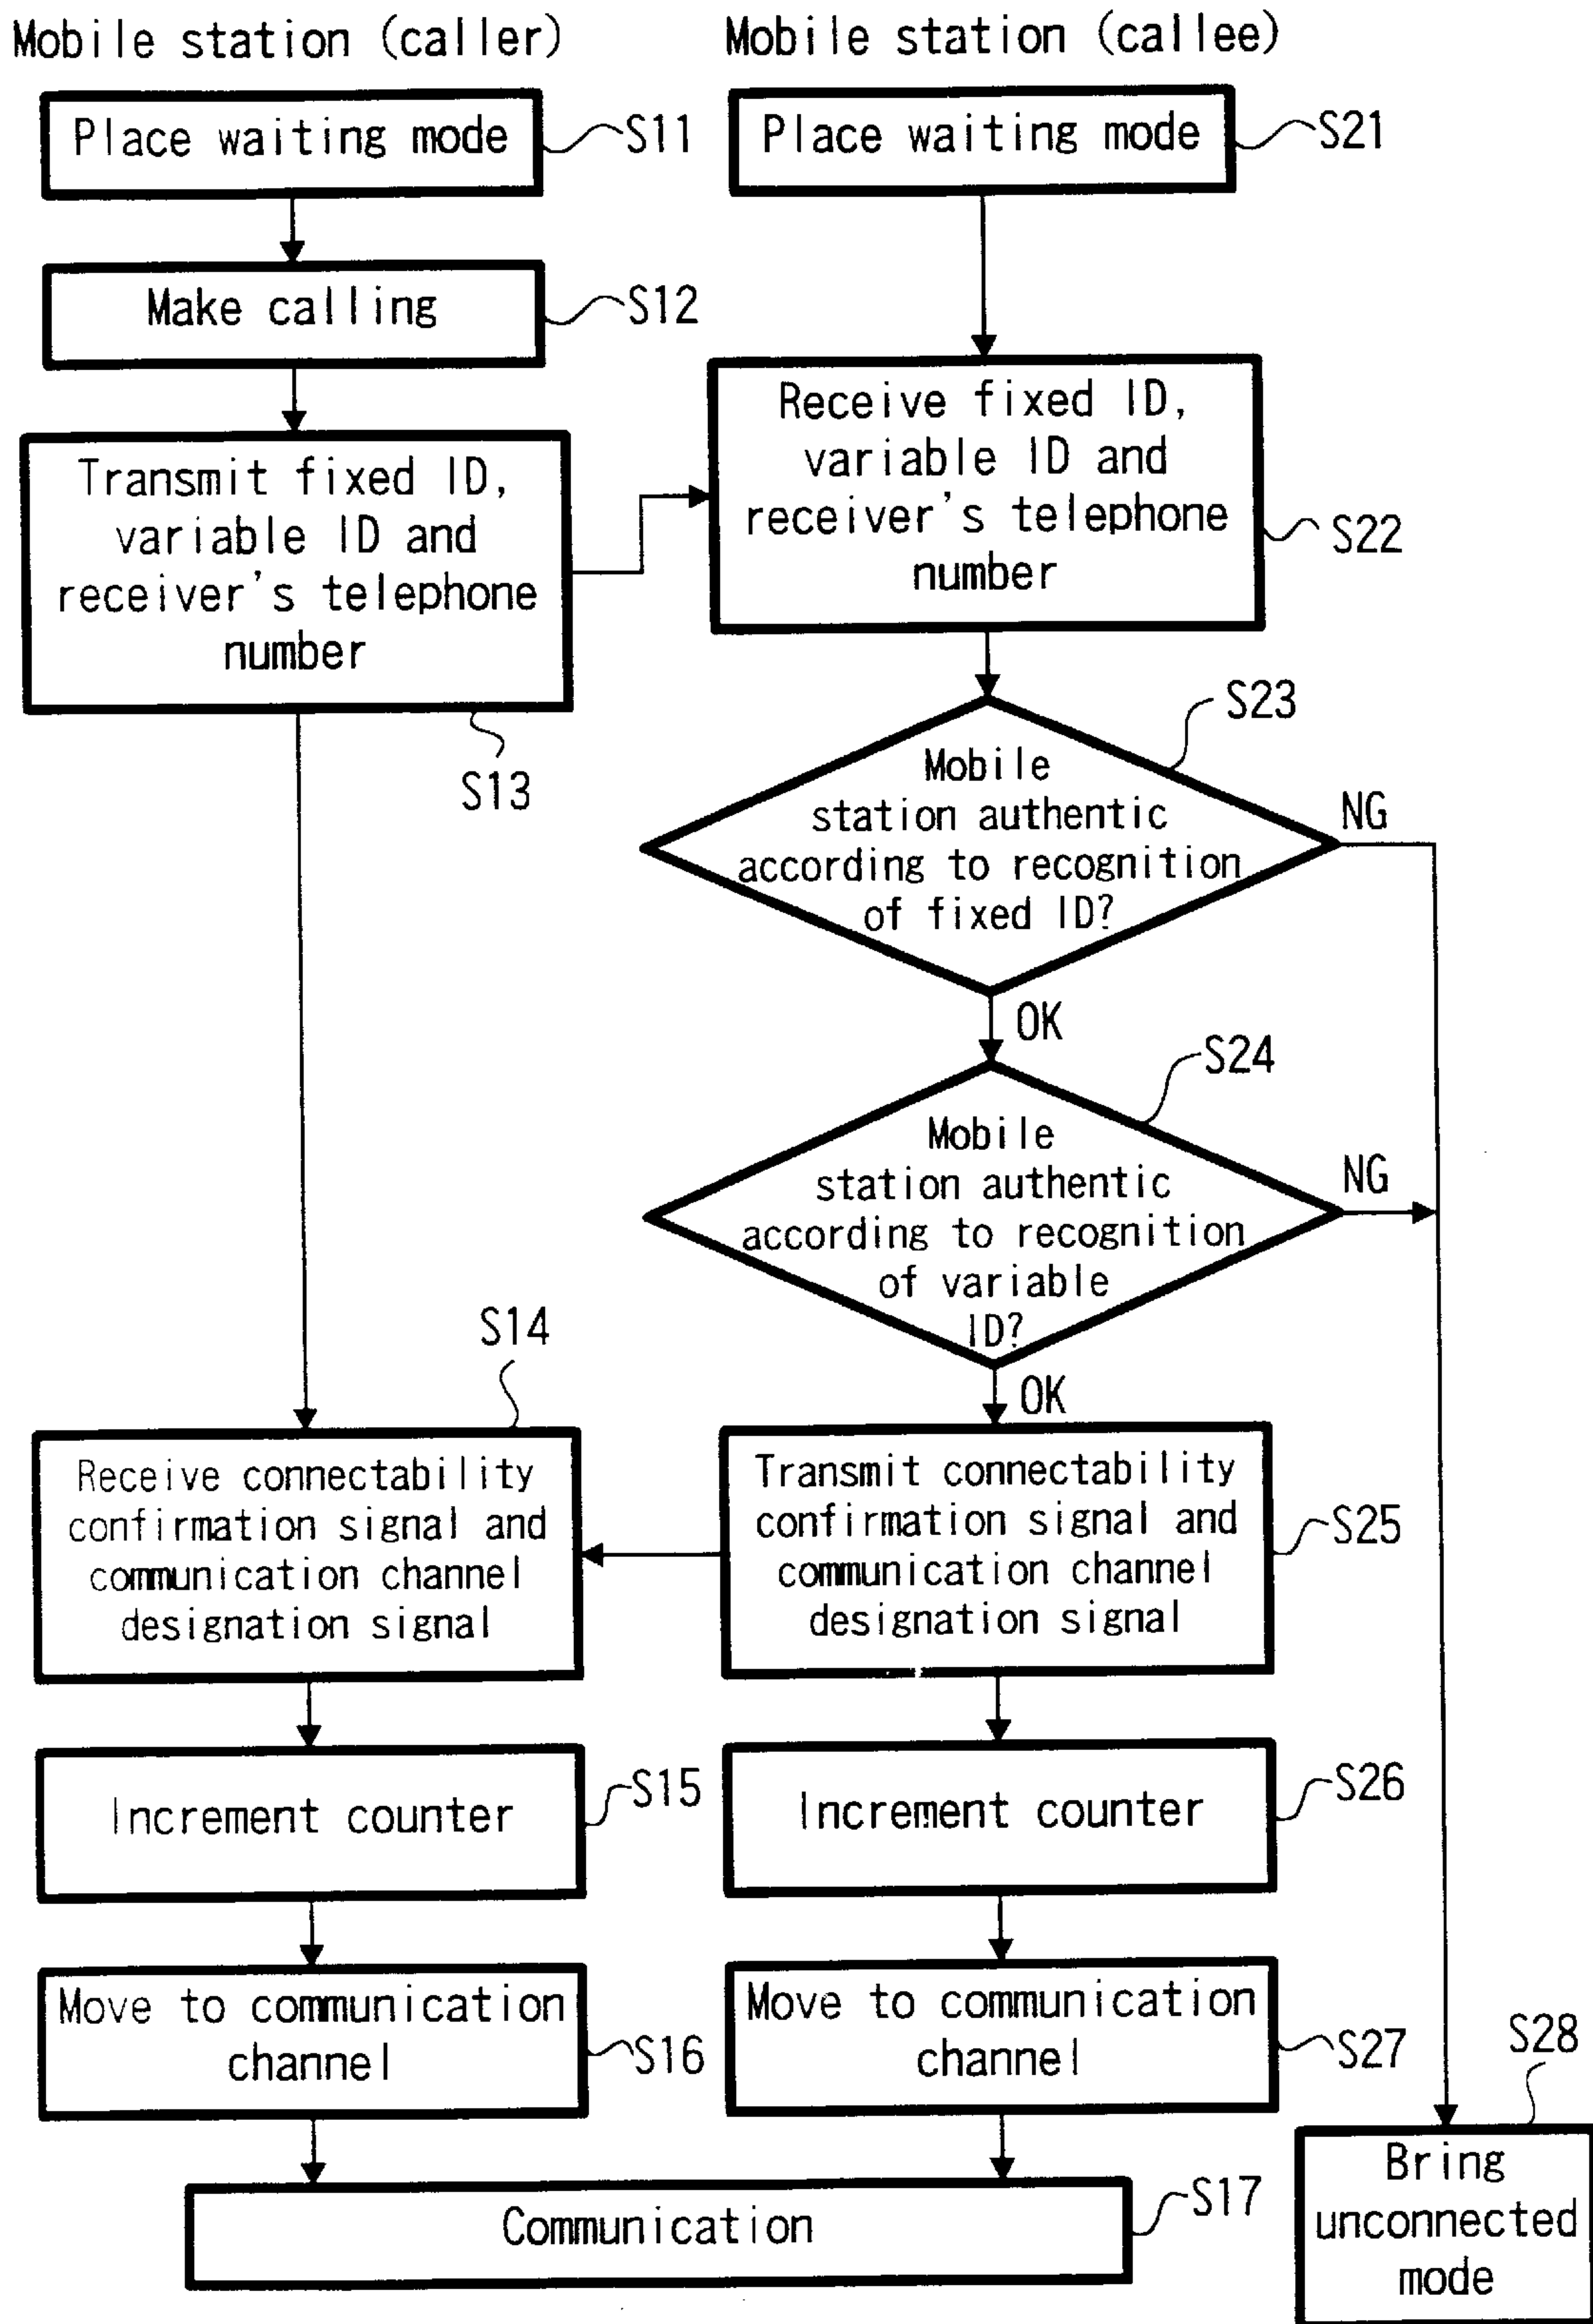 Mobile station (caller)
Place waiting mode
S11
Make calling
S12
Transmit fixed ID,
variable ID and
receiver's telephone
number
S13
S14
Receive connectability
confirmation signal and
communication channel
designation signal
Increment counter
S15
Move to communication
channel
S16
Mobile station (callee)
Place waiting mode
S21
Receive fixed ID,
variable ID and
receiver's telephone
number
S22
S23
Mobile
station authentic
according to recognition
of fixed ID?
NG
OK
S24
Mobile
station authentic
according to recognition
of variable
ID?
NG
OK
Transmit connectability
confirmation signal and
communication channel
designation signal
S25
Increment counter
S26
Move to communication
channel
S27
S28
Bring
unconnected
mode
Communication
S17